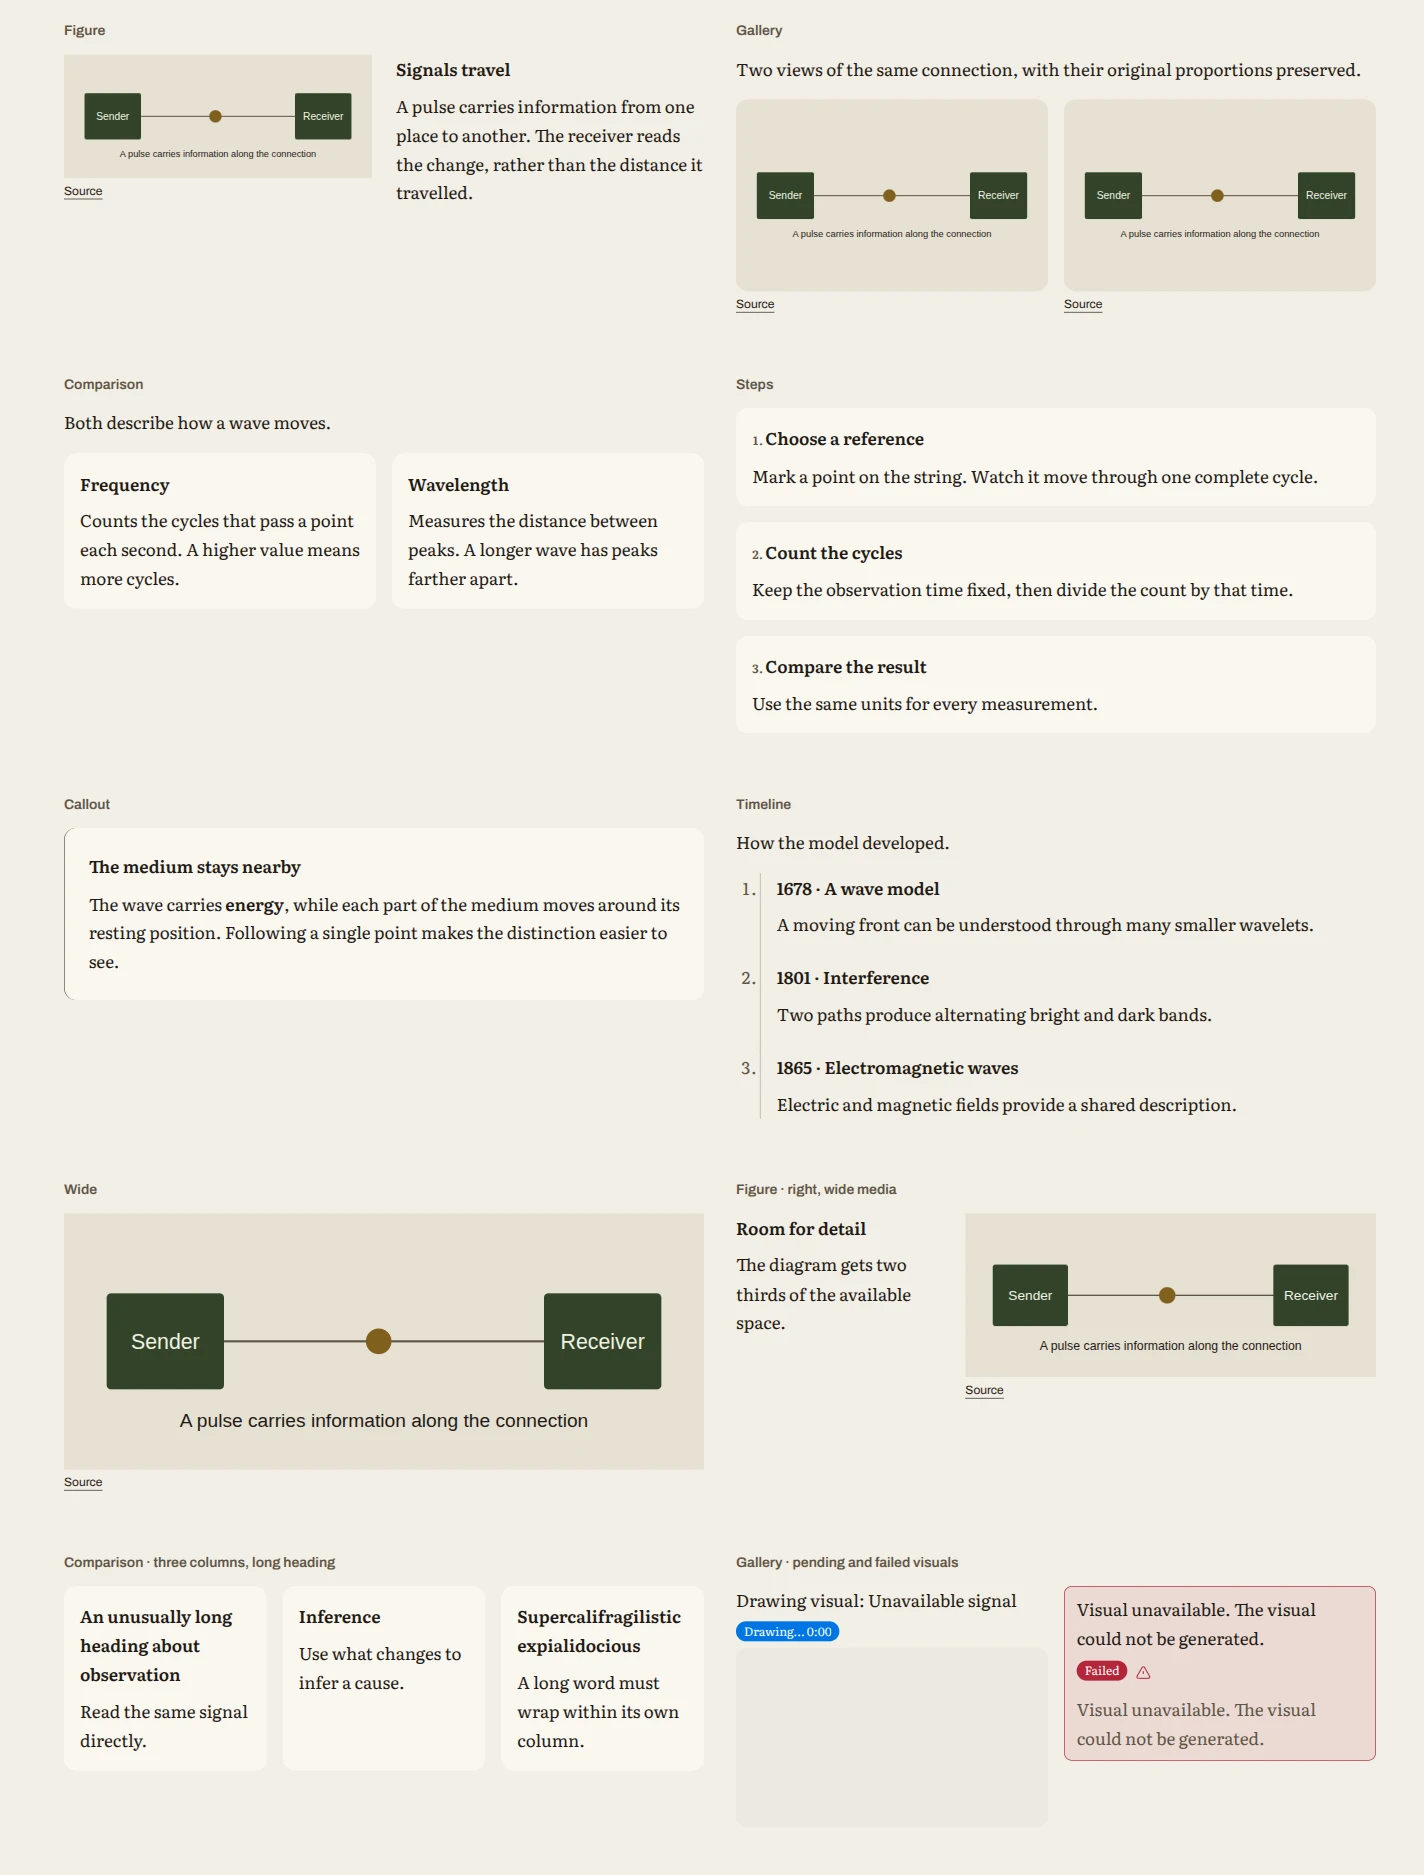 Figure
Sender
Receiver
A pulse carries information along the connection
Source
Signals travel
A pulse carries information from one
place to another. The receiver reads
the change, rather than the distance it
travelled.
Gallery
Two views of the same connection, with their original proportions preserved.
Sender
Receiver
A pulse carries information along the connection
Source
Sender
Receiver
A pulse carries information along the connection
Source
Comparison
Both describe how a wave moves.
Frequency
Counts the cycles that pass a point
each second. A higher value means
more cycles.
Wavelength
Measures the distance between
peaks. A longer wave has peaks
farther apart.
Steps
1. Choose a reference
Mark a point on the string. Watch it move through one complete cycle.
2. Count the cycles
Keep the observation time fixed, then divide the count by that time.
3. Compare the result
Use the same units for every measurement.
Callout
The medium stays nearby
The wave carries energy, while each part of the medium moves around its
resting position. Following a single point makes the distinction easier to
see.
Timeline
How the model developed.
1. 1678 · A wave model
A moving front can be understood through many smaller wavelets.
2. 1801 · Interference
Two paths produce alternating bright and dark bands.
3. 1865 · Electromagnetic waves
Electric and magnetic fields provide a shared description.
Wide
Sender
Receiver
A pulse carries information along the connection
Source
Figure · right, wide media
Room for detail
The diagram gets two
thirds of the available
space.
Sender
Receiver
A pulse carries information along the connection
Source
Comparison · three columns, long heading
An unusually long
heading about
observation
Read the same signal
directly.
Inference
Use what changes to
infer a cause.
Supercalifragilistic
expialidocious
A long word must
wrap within its own
column.
Gallery · pending and failed visuals
Drawing visual: Unavailable signal
Drawing... 0:00
Visual unavailable. The visual
could not be generated.
Failed
Visual unavailable. The visual
could not be generated.